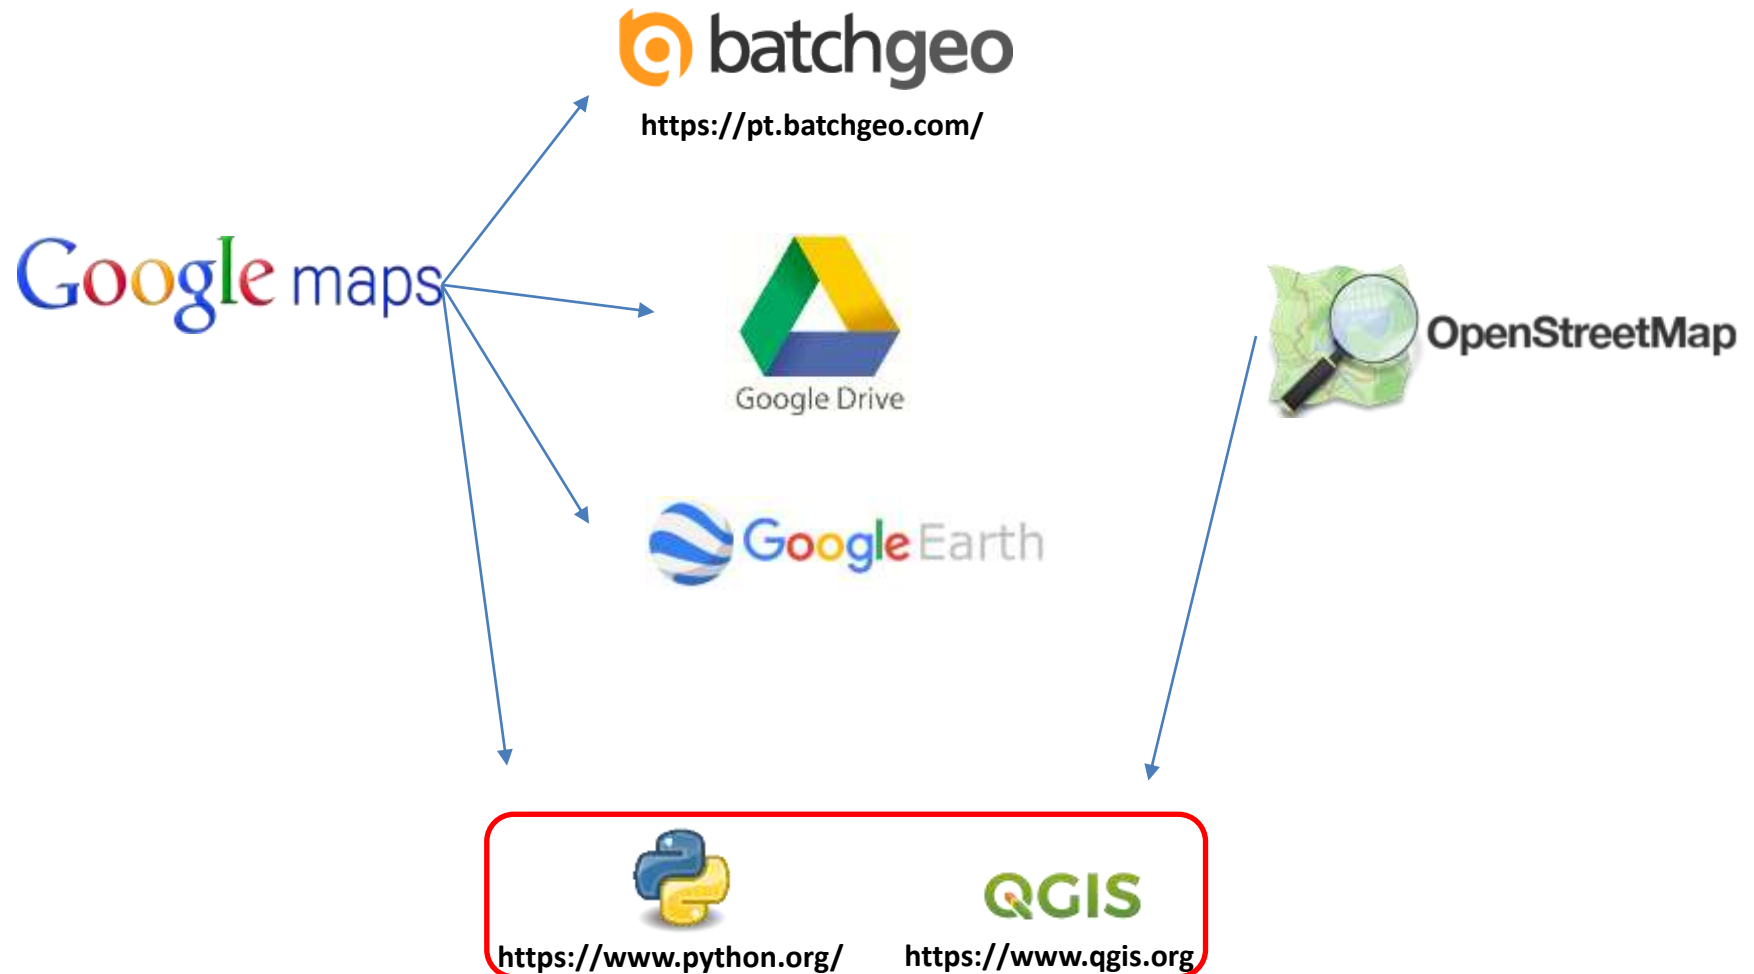 batchgeo
https://pt.batchgeo.com/
Google maps
Google Drive
OpenStreetMap
Google Earth
QGIS
https://www.python.org/
https://www.qgis.org